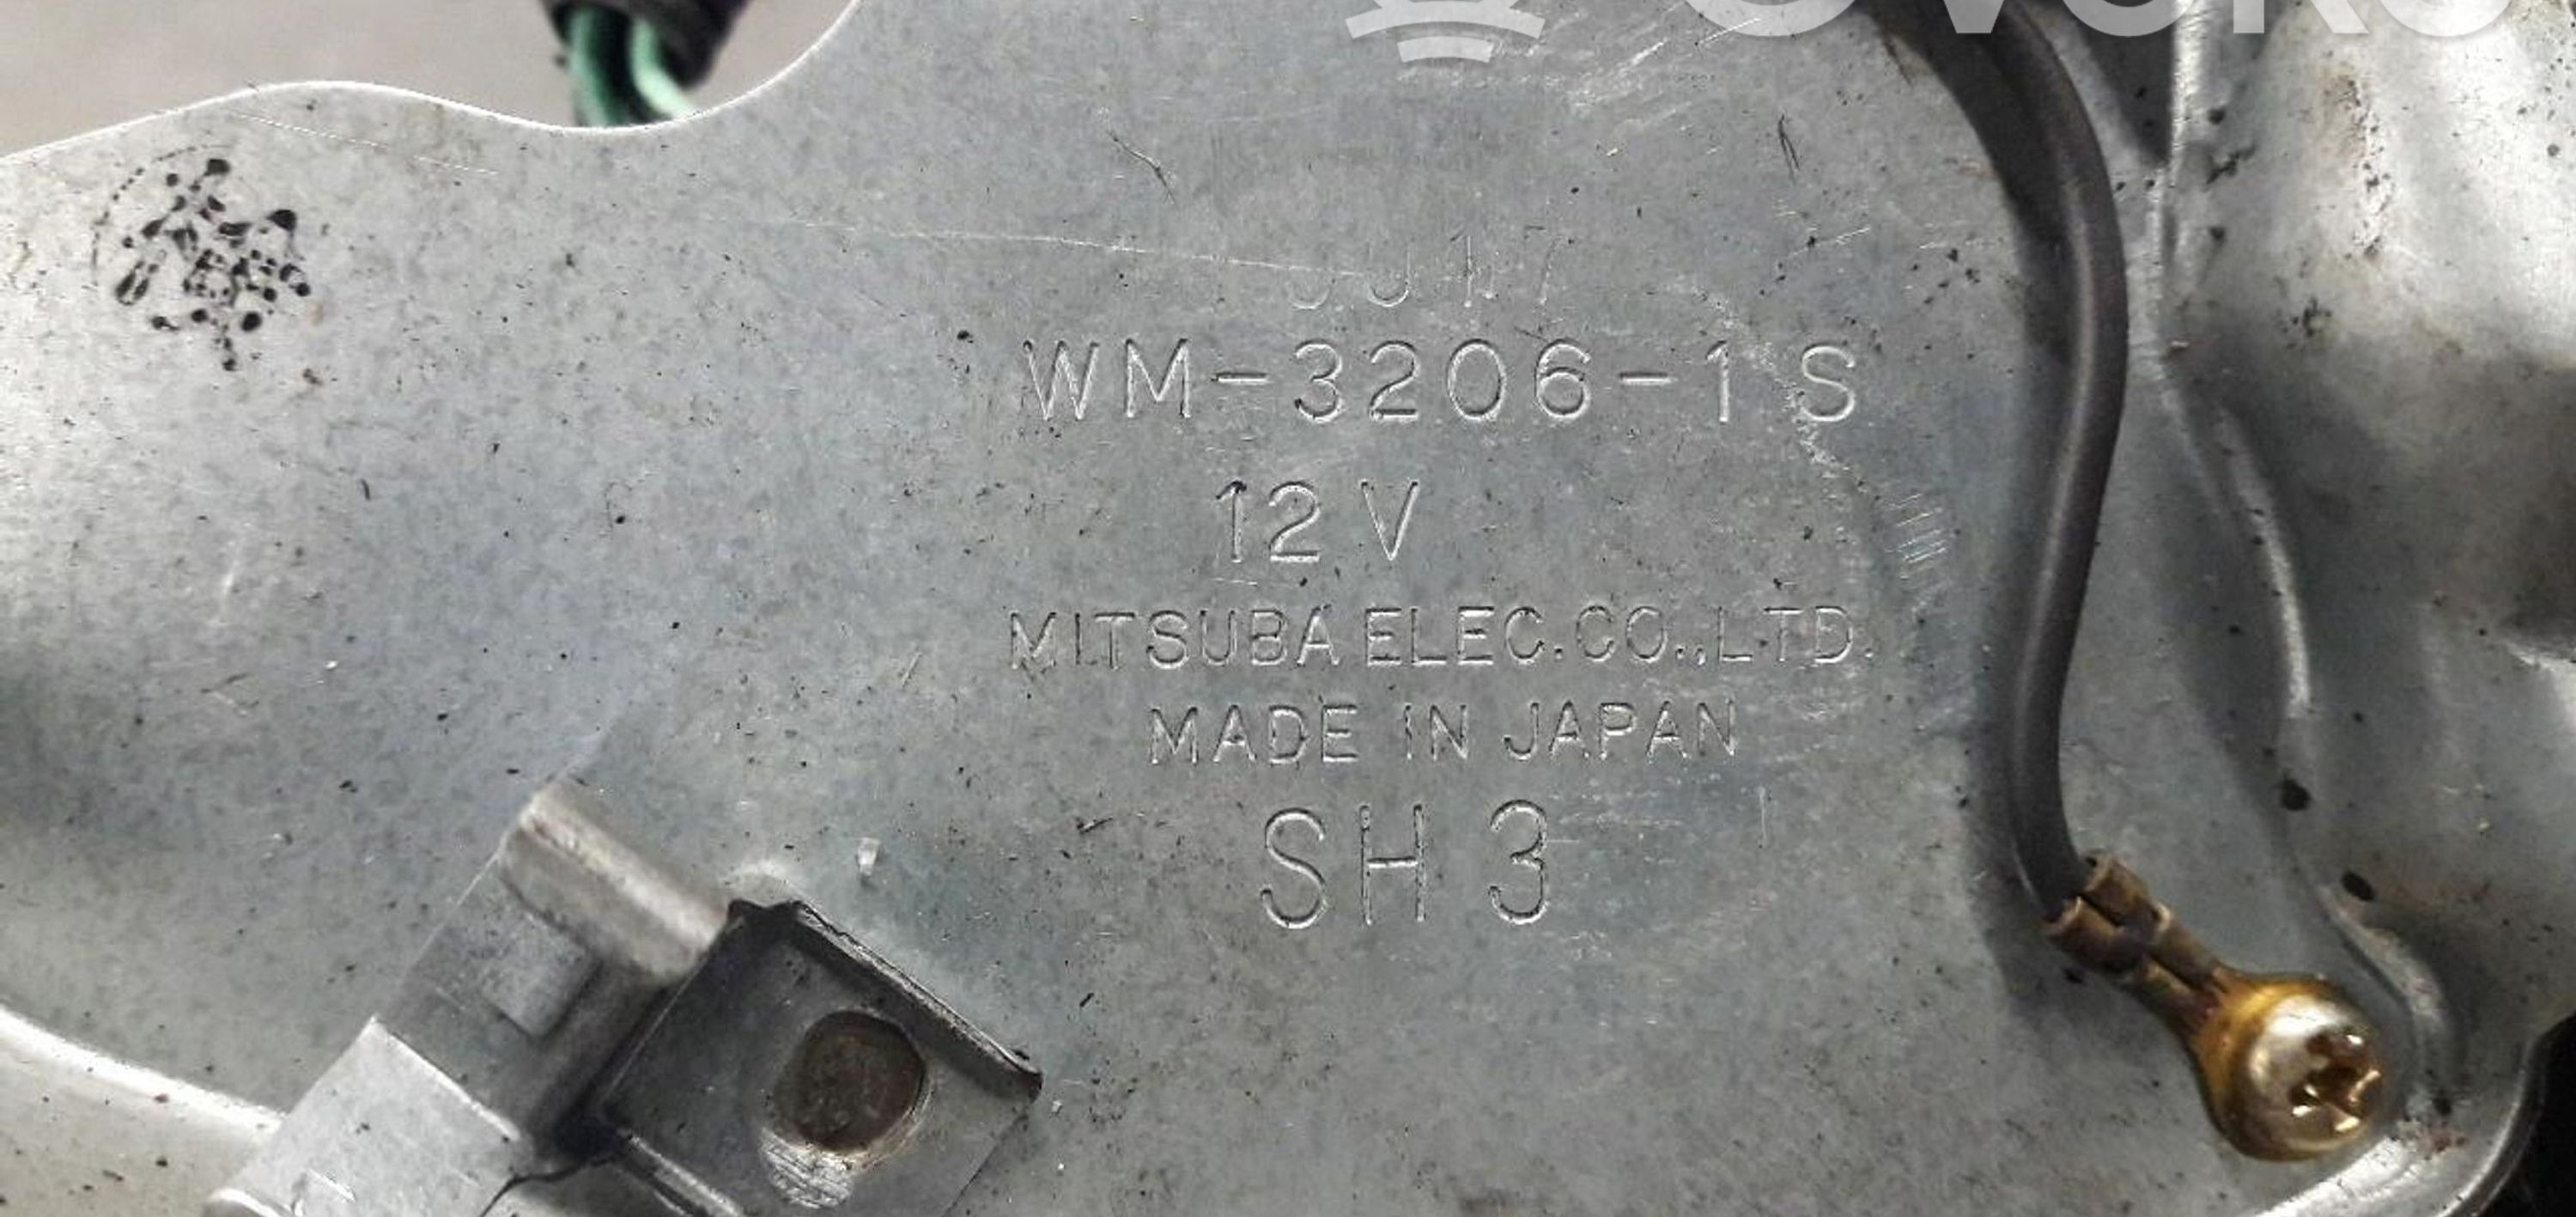 WM-3206-1S
12V
MITSUBA ELEC.CO.,LTD.
MADE IN JAPAN
SH3